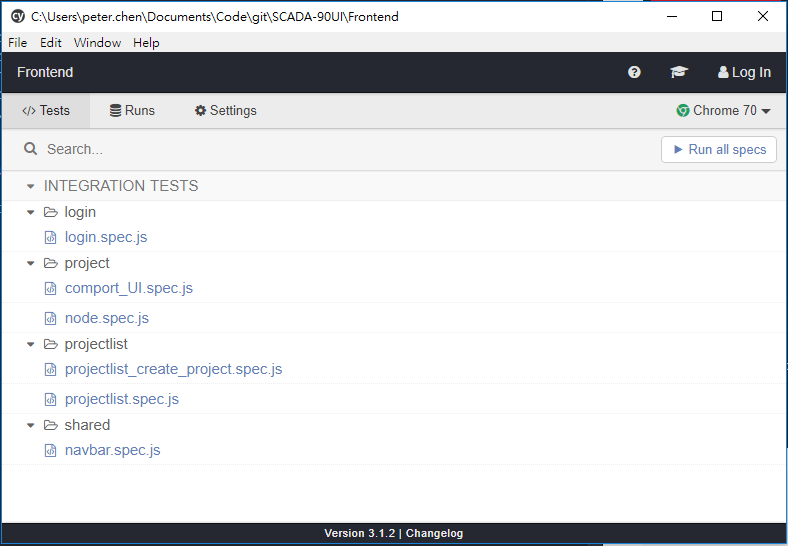 C:\Users\peter.chen\Documents\Code\git\SCADA-90UI\Frontend
File Edit Window Help
Frontend Log In
</> Tests Runs Settings Chrome 70
Search... Run all specs
INTEGRATION TESTS
login
login.spec.js
project
comport_UI.spec.js
node.spec.js
projectlist
projectlist_create_project.spec.js
projectlist.spec.js
shared
navbar.spec.js
Version 3.1.2 | Changelog